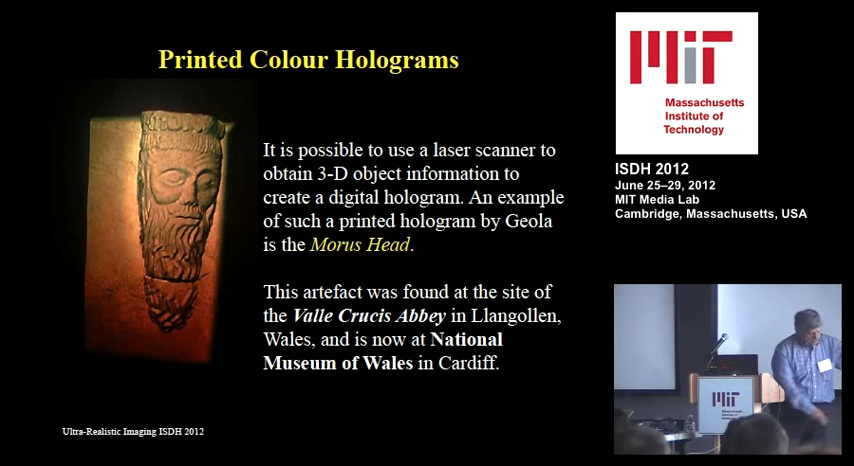 Printed Colour Holograms
It is possible to use a laser scanner to
obtain 3-D object information to
create a digital hologram. An example
of such a printed hologram by Geola
is the Morus Head.
This artefact was found at the site of
the Valle Crucis Abbey in Llangollen,
Wales, and is now at National
Museum of Wales in Cardiff.
Ultra-Realistic Imaging ISDH 2012
MIT
Massachusetts
Institute of
Technology
ISDH 2012
June 25–29, 2012
MIT Media Lab
Cambridge, Massachusetts, USA
MIT